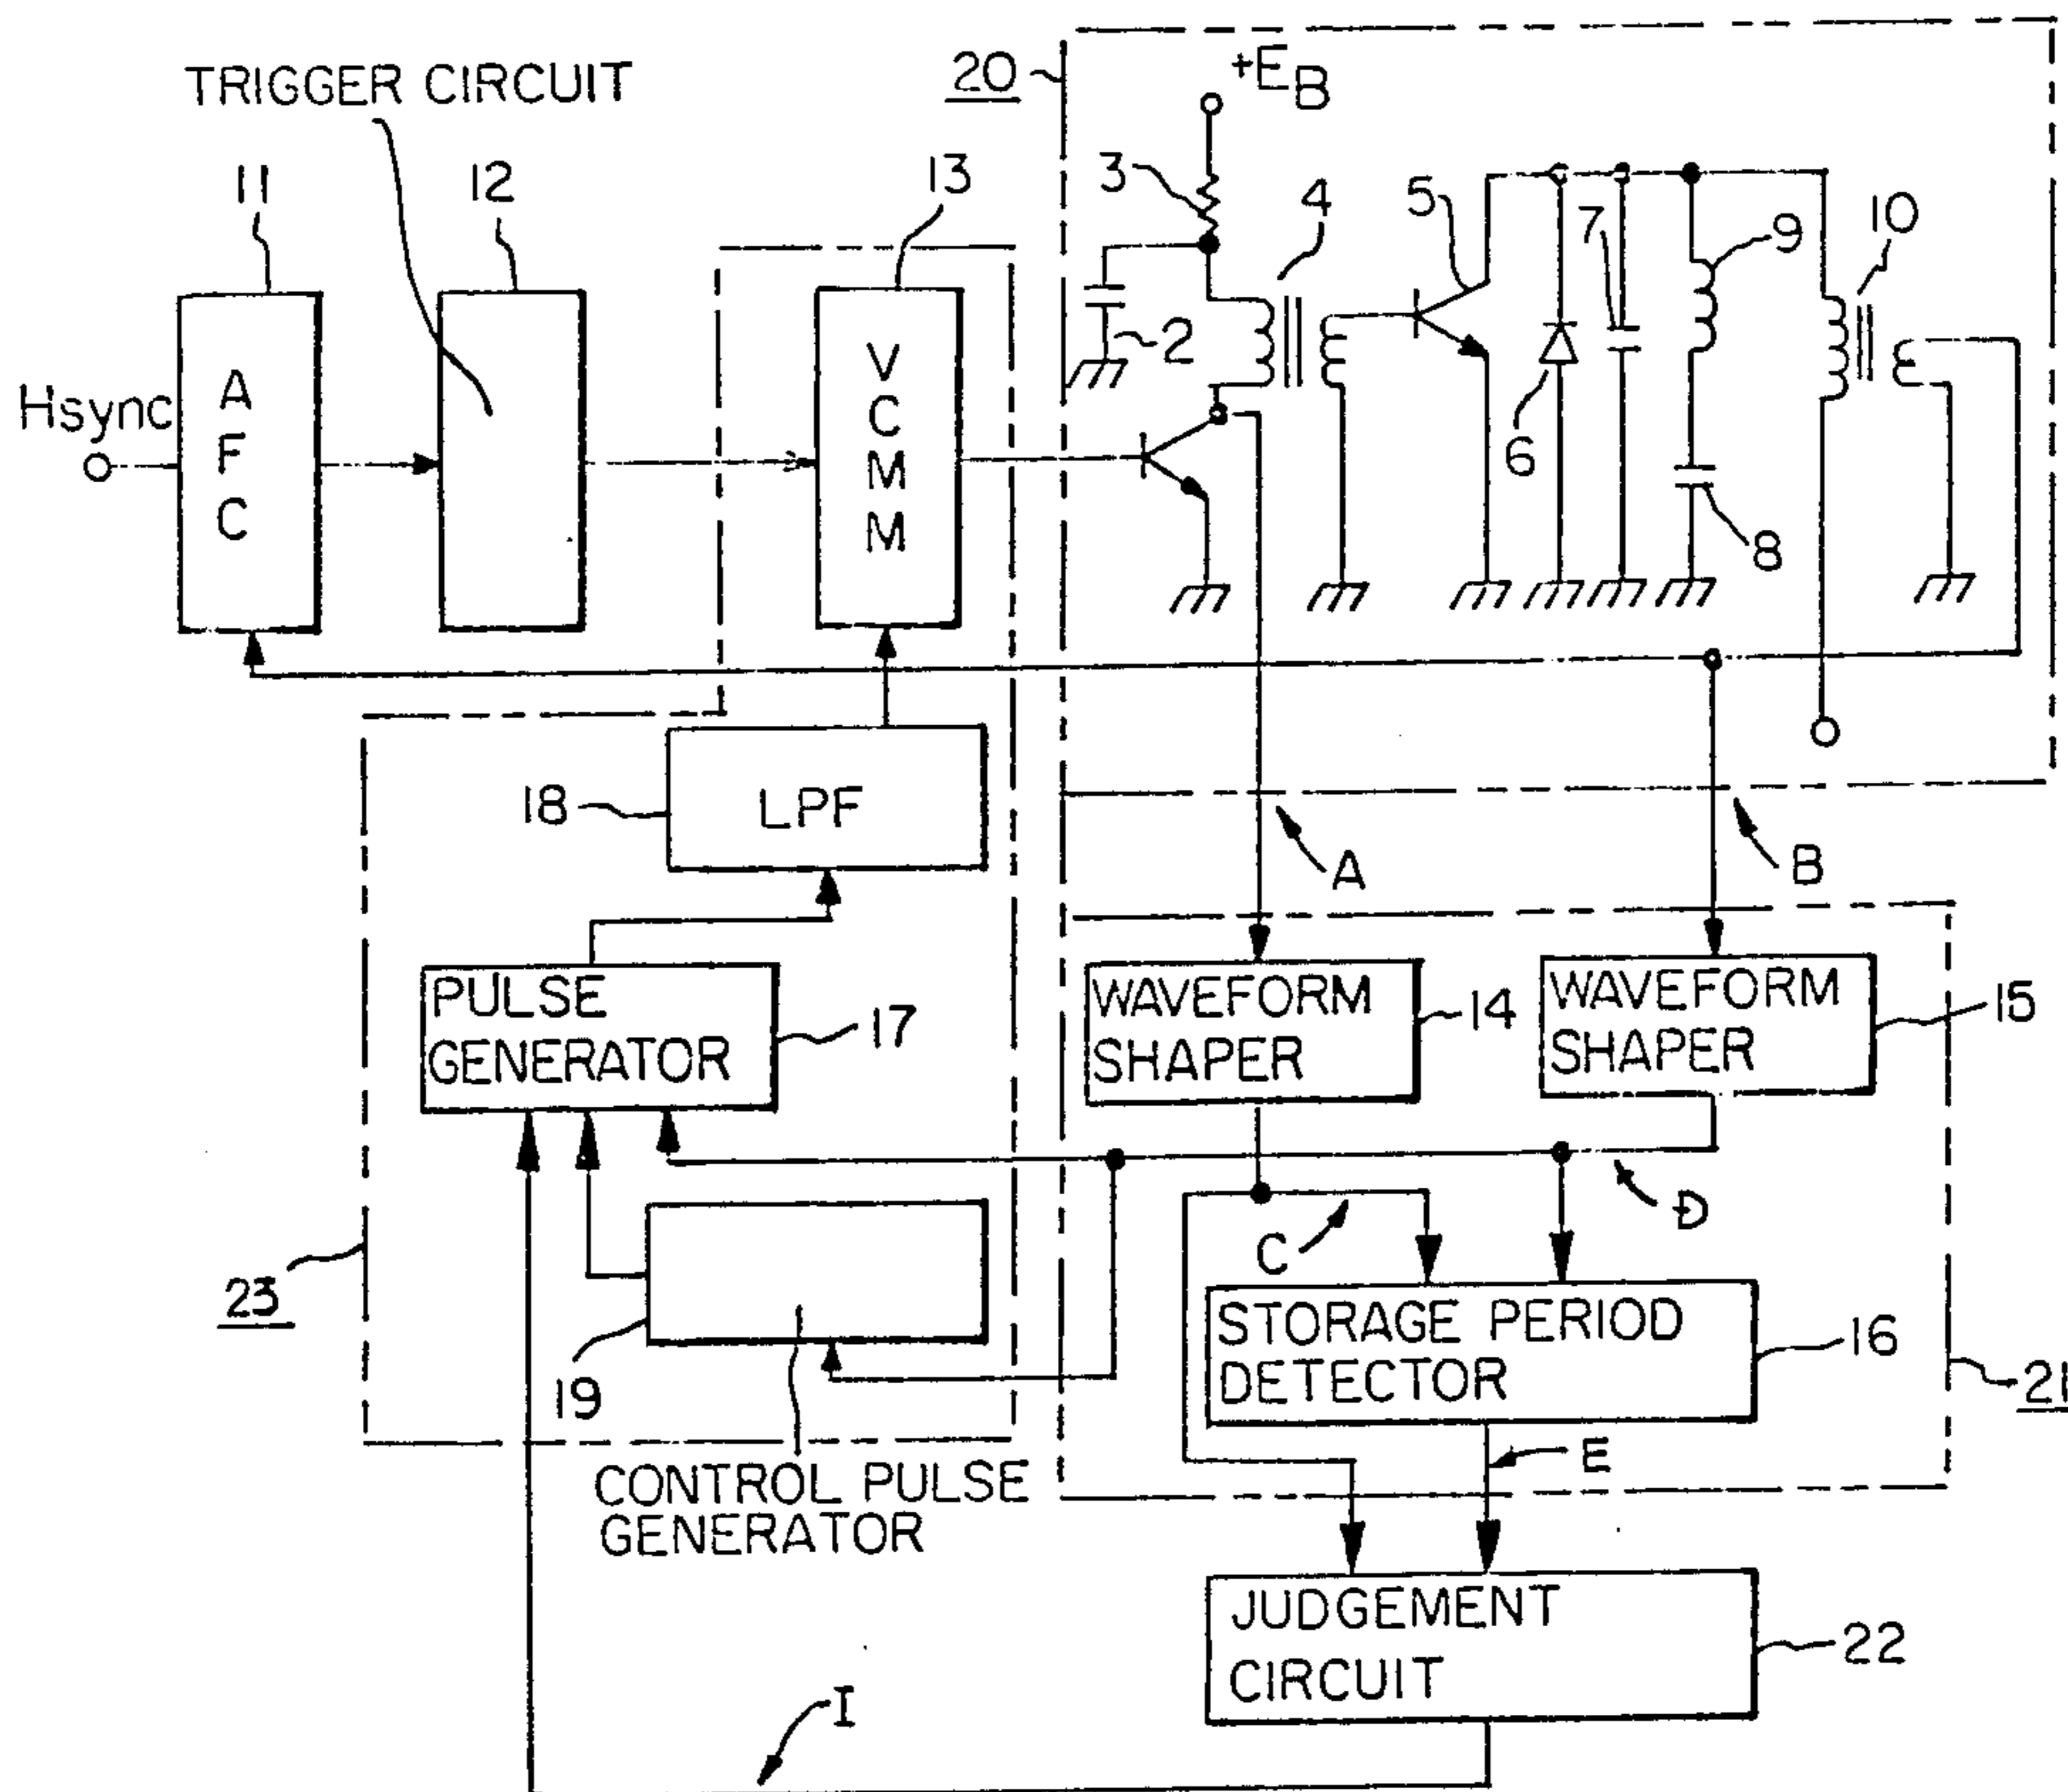 TRIGGER CIRCUIT
20
+EB
11
12
13
3
4
5
7
9
10
2
6
8
Hsync
AFC
VCMM
18
LPF
A
B
PULSE
GENERATOR
17
WAVEFORM
SHAPER
14
WAVEFORM
SHAPER
15
C
D
23
19
STORAGE PERIOD
DETECTOR
16
21
CONTROL PULSE
GENERATOR
E
JUDGEMENT
CIRCUIT
22
I